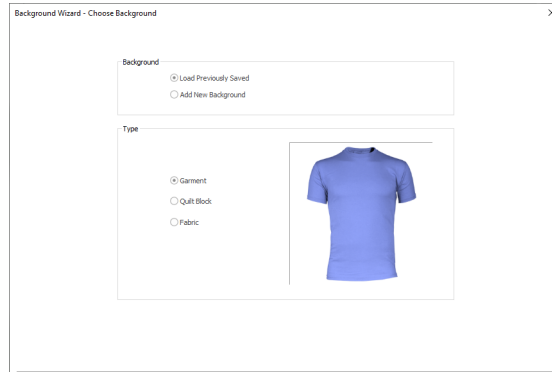 Background Wizard - Choose Background
Background
Load Previously Saved
Add New Background
Type
Garment
Quilt Block
Fabric